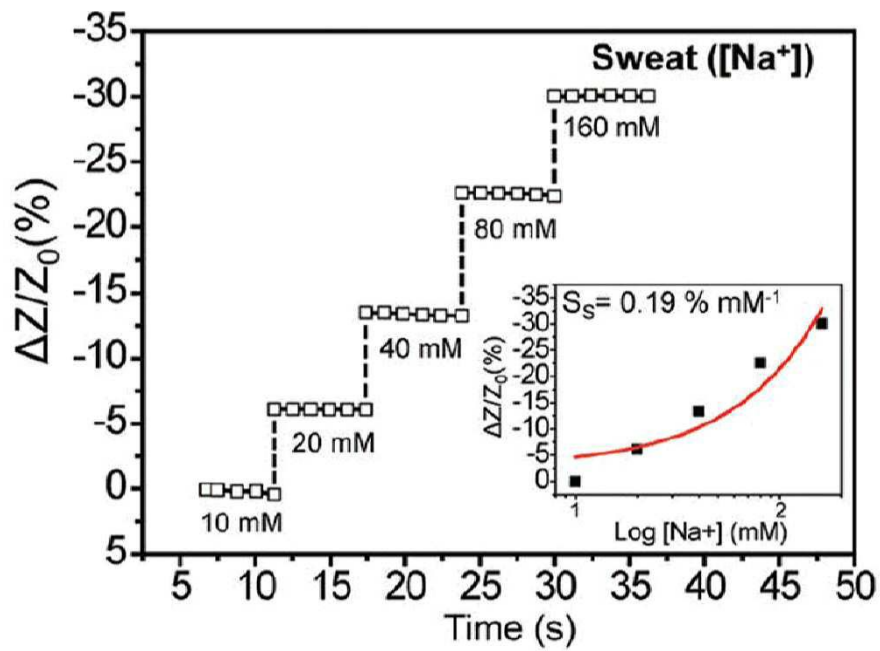 Sweat ([Na⁺])
-35
-30
-25
-20
-15
-10
-5
0
5
ΔZ/Z₀(%)
160 mM
80 mM
40 mM
20 mM
10 mM
Sₛ= 0.19 % mM⁻¹
-35
-30
-25
-20
-15
-10
-5
0
ΔZ/Z₀(%)
1 2
Log [Na+] (mM)
5 10 15 20 25 30 35 40 45 50
Time (s)